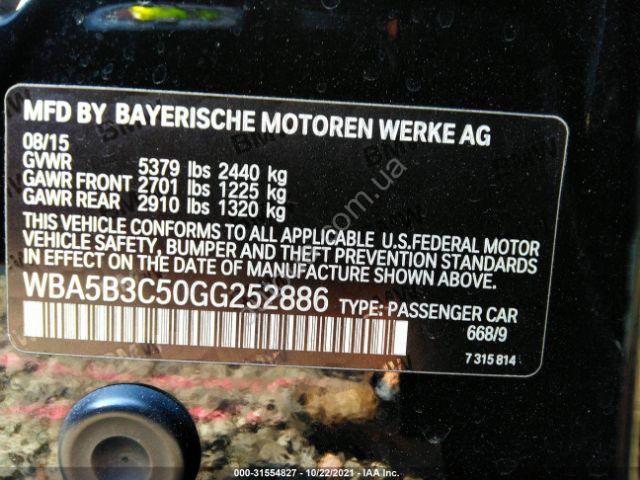 MFD BY BAYERISCHE MOTOREN WERKE AG
08/15
GVWR 5379 lbs 2440 kg
GAWR FRONT 2701 lbs 1225 kg
GAWR REAR 2910 lbs 1320 kg
THIS VEHICLE CONFORMS TO ALL APPLICABLE U.S.FEDERAL MOTOR
VEHICLE SAFETY, BUMPER AND THEFT PREVENTION STANDARDS
IN EFFECT ON THE DATE OF MANUFACTURE SHOWN ABOVE.
WBA5B3C50GG252886 TYPE: PASSENGER CAR
668/9
7 315 814
000-31554827 - 10/22/2021 - IAA Inc.